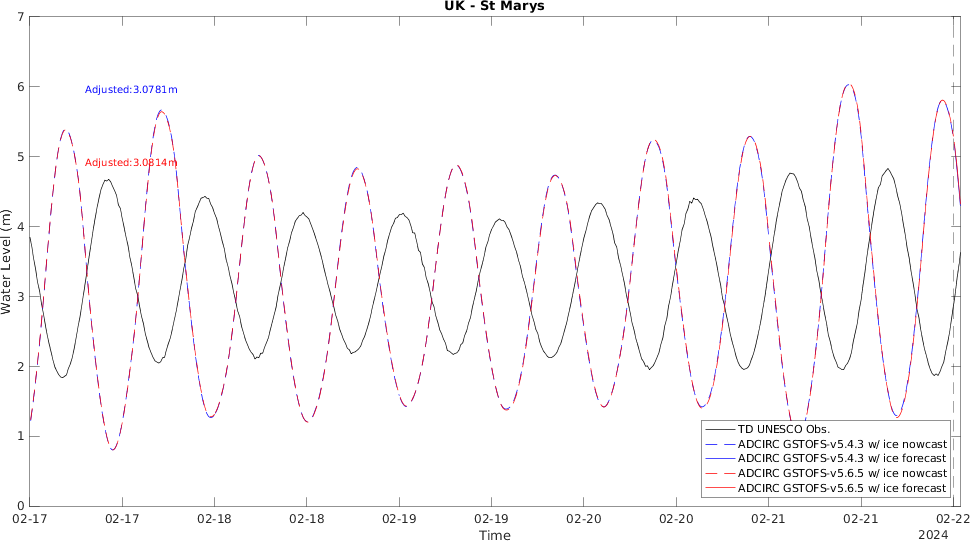 UK - St Marys
7
6
5
4
3
2
1
0
Water Level (m)
Adjusted:3.0781m
Adjusted:3.0814m
TD UNESCO Obs.
ADCIRC GSTOFS-v5.4.3 w/ ice nowcast
ADCIRC GSTOFS-v5.4.3 w/ ice forecast
ADCIRC GSTOFS-v5.6.5 w/ ice nowcast
ADCIRC GSTOFS-v5.6.5 w/ ice forecast
02-17 02-17 02-18 02-18 02-19 02-19 02-20 02-20 02-21 02-21 02-22
Time
2024